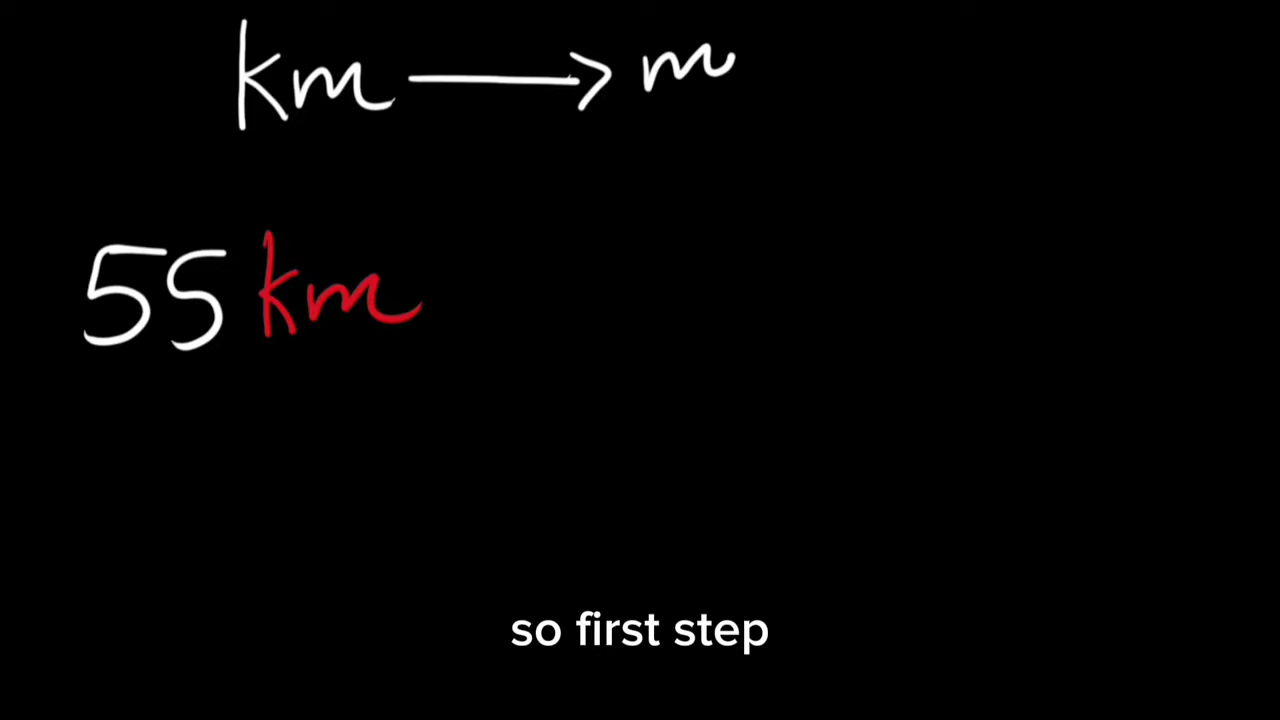 km → m
55 km
so first step